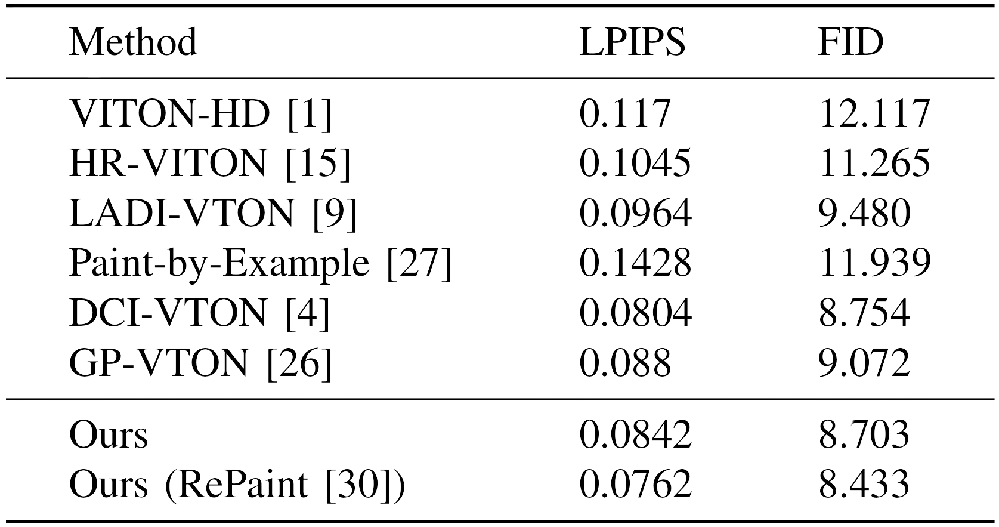 Method LPIPS FID
VITON-HD [1] 0.117 12.117
HR-VITON [15] 0.1045 11.265
LADI-VTON [9] 0.0964 9.480
Paint-by-Example [27] 0.1428 11.939
DCI-VTON [4] 0.0804 8.754
GP-VTON [26] 0.088 9.072
Ours 0.0842 8.703
Ours (RePaint [30]) 0.0762 8.433